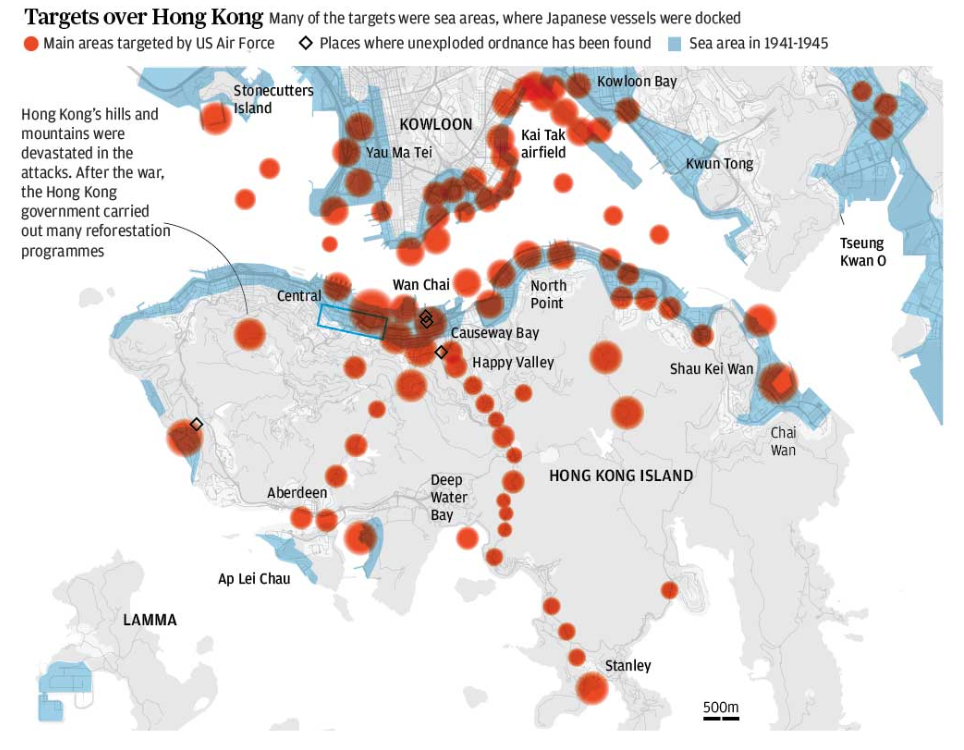 Targets over Hong Kong Many of the targets were sea areas, where Japanese vessels were docked
Main areas targeted by US Air Force
Places where unexploded ordnance has been found
Sea area in 1941-1945
Hong Kong's hills and
mountains were
devastated in the
attacks. After the war,
the Hong Kong
government carried
out many reforestation
programmes
Stonecutters
Island
KOWLOON
Yau Ma Tei
Kai Tak
airfield
Kowloon Bay
Kwun Tong
Tseung
Kwan O
Central
Wan Chai
North
Point
Causeway Bay
Happy Valley
Shau Kei Wan
Chai
Wan
HONG KONG ISLAND
Deep
Water
Bay
Aberdeen
Ap Lei Chau
LAMMA
Stanley
500m